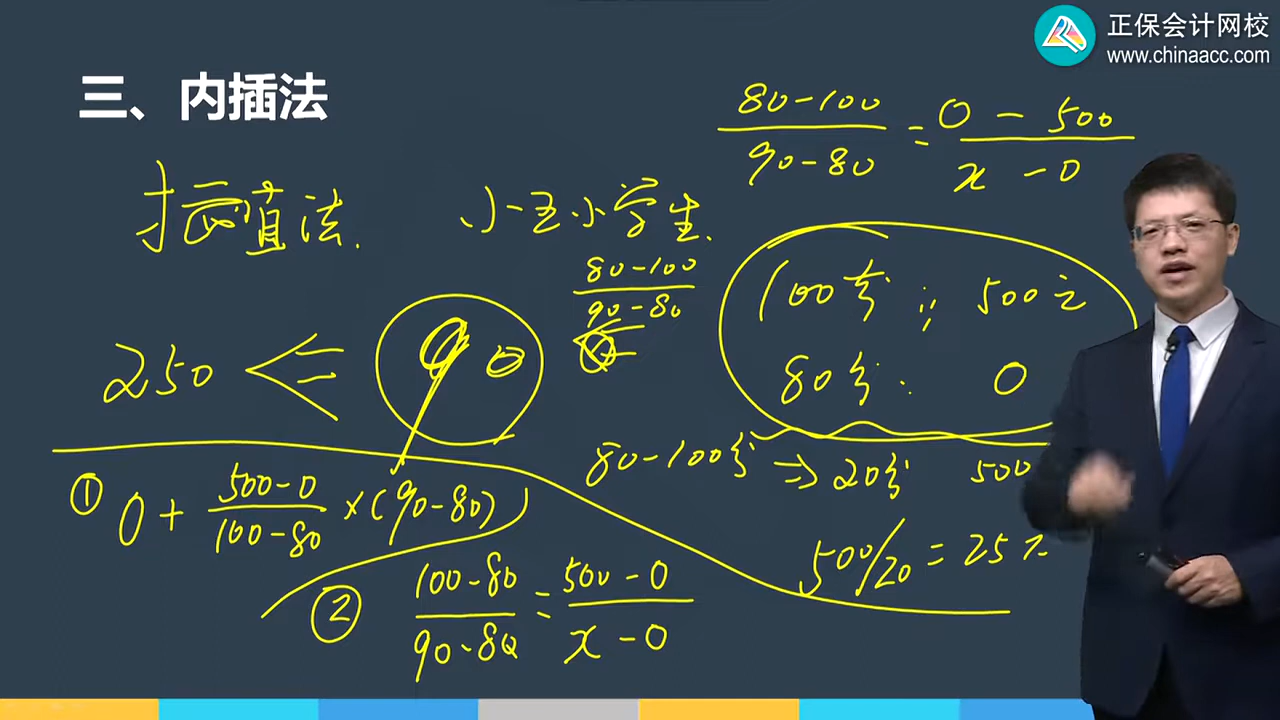 正保会计网校
www.chinaacc.com
三、内插法
80-100 / 90-80 = 0-500 / x-0
插值法.
小王小学生.
80-100 / 90-80
100分: 500元
80分: 0
250
90
80-100分 ⇒ 20分 500
500/20 = 25元
① 0 + 500-0 / 100-80 ×(90-80)
② 100-80 / 90-80 = 500-0 / x-0